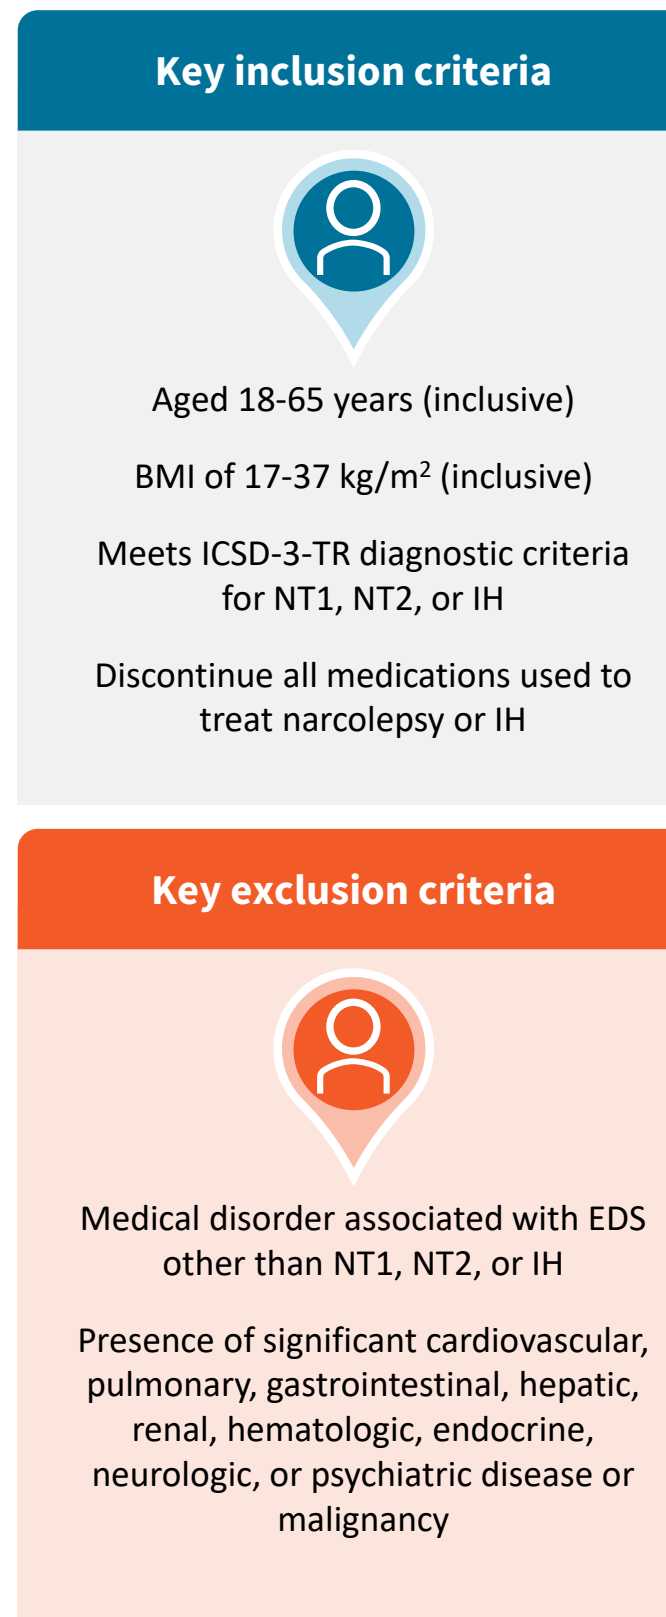 Key inclusion criteria
Aged 18-65 years (inclusive)
BMI of 17-37 kg/m² (inclusive)
Meets ICSD-3-TR diagnostic criteria
for NT1, NT2, or IH
Discontinue all medications used to
treat narcolepsy or IH
Key exclusion criteria
Medical disorder associated with EDS
other than NT1, NT2, or IH
Presence of significant cardiovascular,
pulmonary, gastrointestinal, hepatic,
renal, hematologic, endocrine,
neurologic, or psychiatric disease or
malignancy